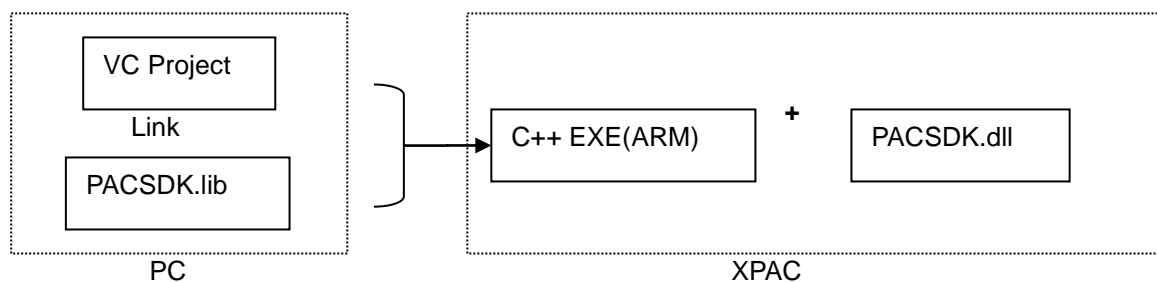 VC Project
Link
PACSDK.lib
PC
C++ EXE(ARM)
+
PACSDK.dll
XPAC